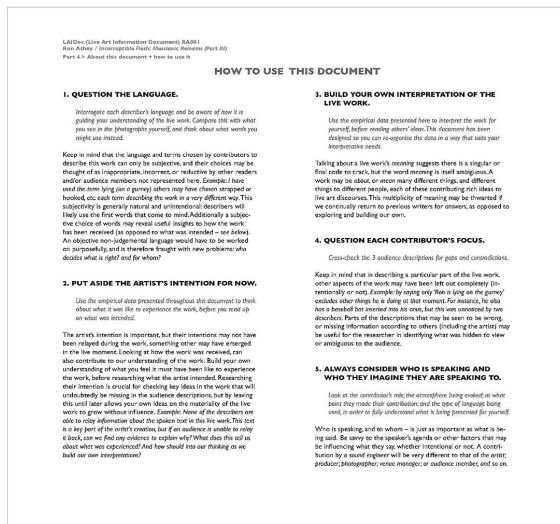 LAIDoc (Live Art Information Document) RA001
Ron Athey / Incorruptible Flesh: Messianic Remains (Part III)
Part 4 > About this document + how to use it
HOW TO USE THIS DOCUMENT
1. QUESTION THE LANGUAGE.
Interrogate each describer's language and be aware of how it is
guiding your understanding of the live work. Compare this with what
you see in the photographs yourself, and think about what words you
might use instead.
Keep in mind that the language and terms chosen by contributors to
describe this work can only be subjective, and their choices may be
thought of as inappropriate, incorrect, or reductive by other readers
and/or audience members not represented here. Example: I have
used the term lying (on a gurney) others may have chosen strapped or
hooked, etc: each term describing the work in a very different way. This
subjectivity is generally natural and unintentional: describers will
likely use the first words that come to mind. Additionally a subjec-
tive choice of words may reveal useful insights to how the work
has been received (as opposed to what was intended – see below).
An objective non-judgemental language would have to be worked
on purposefully, and is therefore fraught with new problems: who
decides what is right? and for whom?
2. PUT ASIDE THE ARTIST'S INTENTION FOR NOW.
Use the empirical data presented throughout this document to think
about what it was like to experience the work, before you read up
on what was intended.
The artist's intention is important, but their intentions may not have
been relayed during the work, something other may have emerged
in the live moment. Looking at how the work was received, can
also contribute to our understanding of the work. Build your own
understanding of what you feel it must have been like to experience
the work, before researching what the artist intended. Researching
their intention is crucial for checking key ideas in the work that will
undoubtedly be missing in the audience descriptions, but by leaving
this until later allows your own ideas on the materiality of the live
work to grow without influence. Example: None of the describers are
able to relay information about the spoken text in this live work. This text
is a key part of the artist's creation, but if an audience is unable to relay
it back, can we find any evidence to explain why? What does this tell us
about what was experienced? And how should into our thinking as we
build our own interpretations?
3. BUILD YOUR OWN INTERPRETATION OF THE
LIVE WORK.
Use the empirical data presented here to interpret the work for
yourself, before reading others' ideas. This document has been
designed so you can re-organise the data in a way that suits your
interpretative needs.
Talking about a live work's meaning suggests there is a singular or
final code to crack, but the word meaning is itself ambiguous. A
work may be about, or mean many different things, and different
things to different people, each of these contributing rich ideas to
live art discourses. This multiplicity of meaning may be thwarted if
we continually return to previous writers for answers, as opposed to
exploring and building our own.
4. QUESTION EACH CONTRIBUTOR'S FOCUS.
Cross-check the 3 audience descriptions for gaps and contradictions.
Keep in mind that in describing a particular part of the live work,
other aspects of the work may have been left out completely (in-
tentionally or not). Example: by saying only 'Ron is lying on the gurney'
excludes other things he is doing at that moment. For instance, he also
has a baseball bat inserted into his anus, but this was unnoticed by two
describers. Parts of the descriptions that may be seen to be wrong,
or missing information according to others (including the artist) may
be useful for the researcher in identifying what was hidden to view
or ambiguous to the audience.
5. ALWAYS CONSIDER WHO IS SPEAKING AND
WHO THEY IMAGINE THEY ARE SPEAKING TO.
Look at the contributor's role; the atmosphere being evoked; at what
point they made their contribution; and the type of language being
used, in order to fully understand what is being presented for yourself.
Who is speaking, and to whom – is just as important as what is be-
ing said. Be savvy to the speaker's agenda or other factors that may
be influencing what they say, whether intentional or not. A contri-
bution by a sound engineer will be very different to that of the artist;
producer; photographer; venue manager; or audience member, and so on.